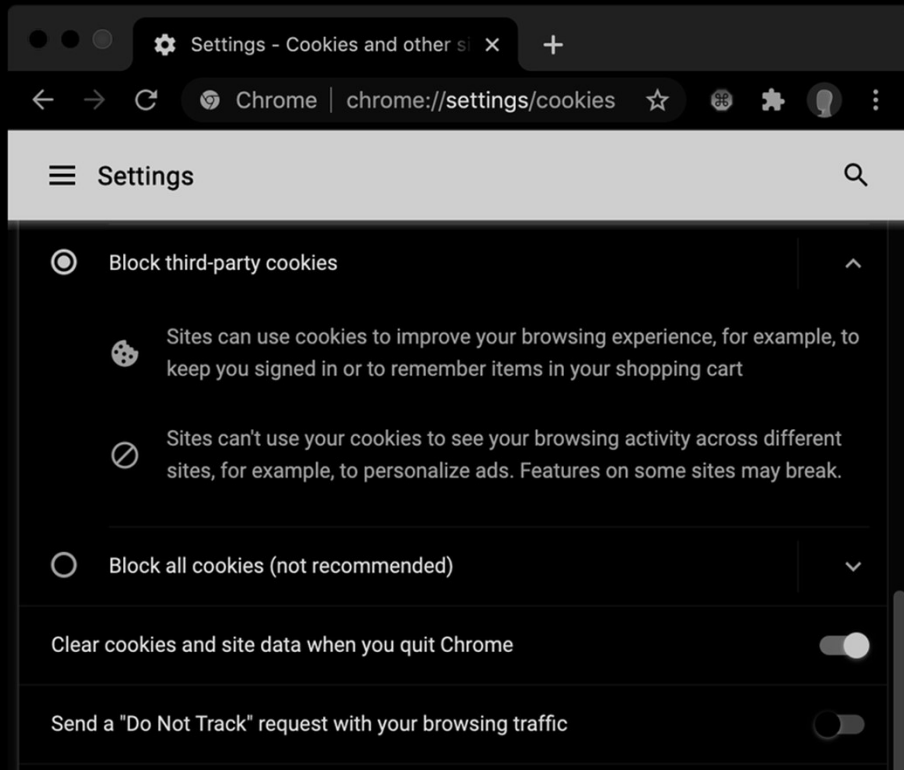 Settings - Cookies and other si
Chrome | chrome://settings/cookies
Settings
Block third-party cookies
Sites can use cookies to improve your browsing experience, for example, to
keep you signed in or to remember items in your shopping cart
Sites can't use your cookies to see your browsing activity across different
sites, for example, to personalize ads. Features on some sites may break.
Block all cookies (not recommended)
Clear cookies and site data when you quit Chrome
Send a "Do Not Track" request with your browsing traffic